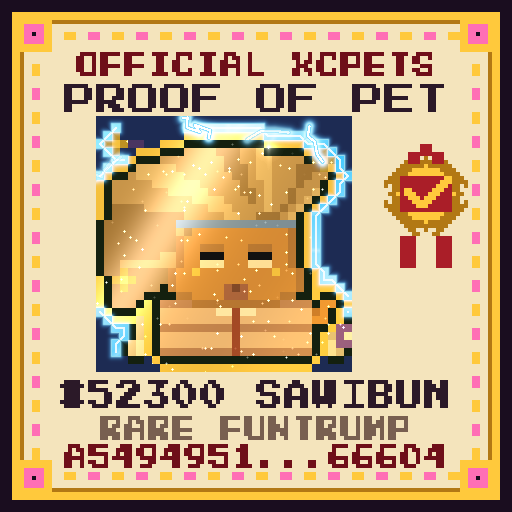 OFFICIAL XCPETS
PROOF OF PET
#52300 SAWIBUN
RARE FUNTRUMP
A5494951...66604